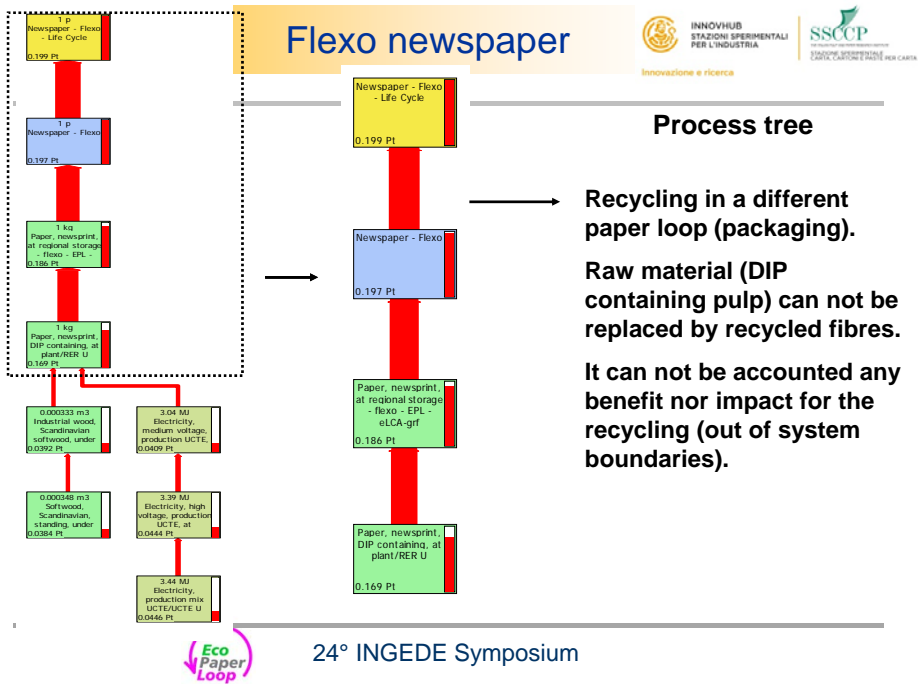 Flexo newspaper
INNOVHUB
STAZIONI SPERIMENTALI
PER L'INDUSTRIA
Innovazione e ricerca
SSCCP
STAZIONE SPERIMENTALE
CARTA, CARTONI E PASTE PER CARTA
1 p
Newspaper - Flexo
- Life Cycle
0.199 Pt
1 p
Newspaper - Flexo
0.197 Pt
1 kg
Paper, newsprint,
at regional storage
- flexo - EPL -
0.186 Pt
1 kg
Paper, newsprint,
DIP containing, at
plant/RER U
0.169 Pt
0.000333 m3
Industrial wood,
Scandinavian
softwood, under
0.0392 Pt
3.04 MJ
Electricity,
medium voltage,
production UCTE,
0.0409 Pt
0.000348 m3
Softwood,
Scandinavian,
standing, under
0.0384 Pt
3.39 MJ
Electricity, high
voltage, production
UCTE, at
0.0444 Pt
3.44 MJ
Electricity,
production mix
UCTE/UCTE U
0.0446 Pt
Newspaper - Flexo
- Life Cycle
0.199 Pt
Newspaper - Flexo
0.197 Pt
Paper, newsprint,
at regional storage
- flexo - EPL -
eLCA-grf
0.186 Pt
Paper, newsprint,
DIP containing, at
plant/RER U
0.169 Pt
Process tree
Recycling in a different
paper loop (packaging).
Raw material (DIP
containing pulp) can not be
replaced by recycled fibres.
It can not be accounted any
benefit nor impact for the
recycling (out of system
boundaries).
Eco
Paper
Loop
24° INGEDE Symposium